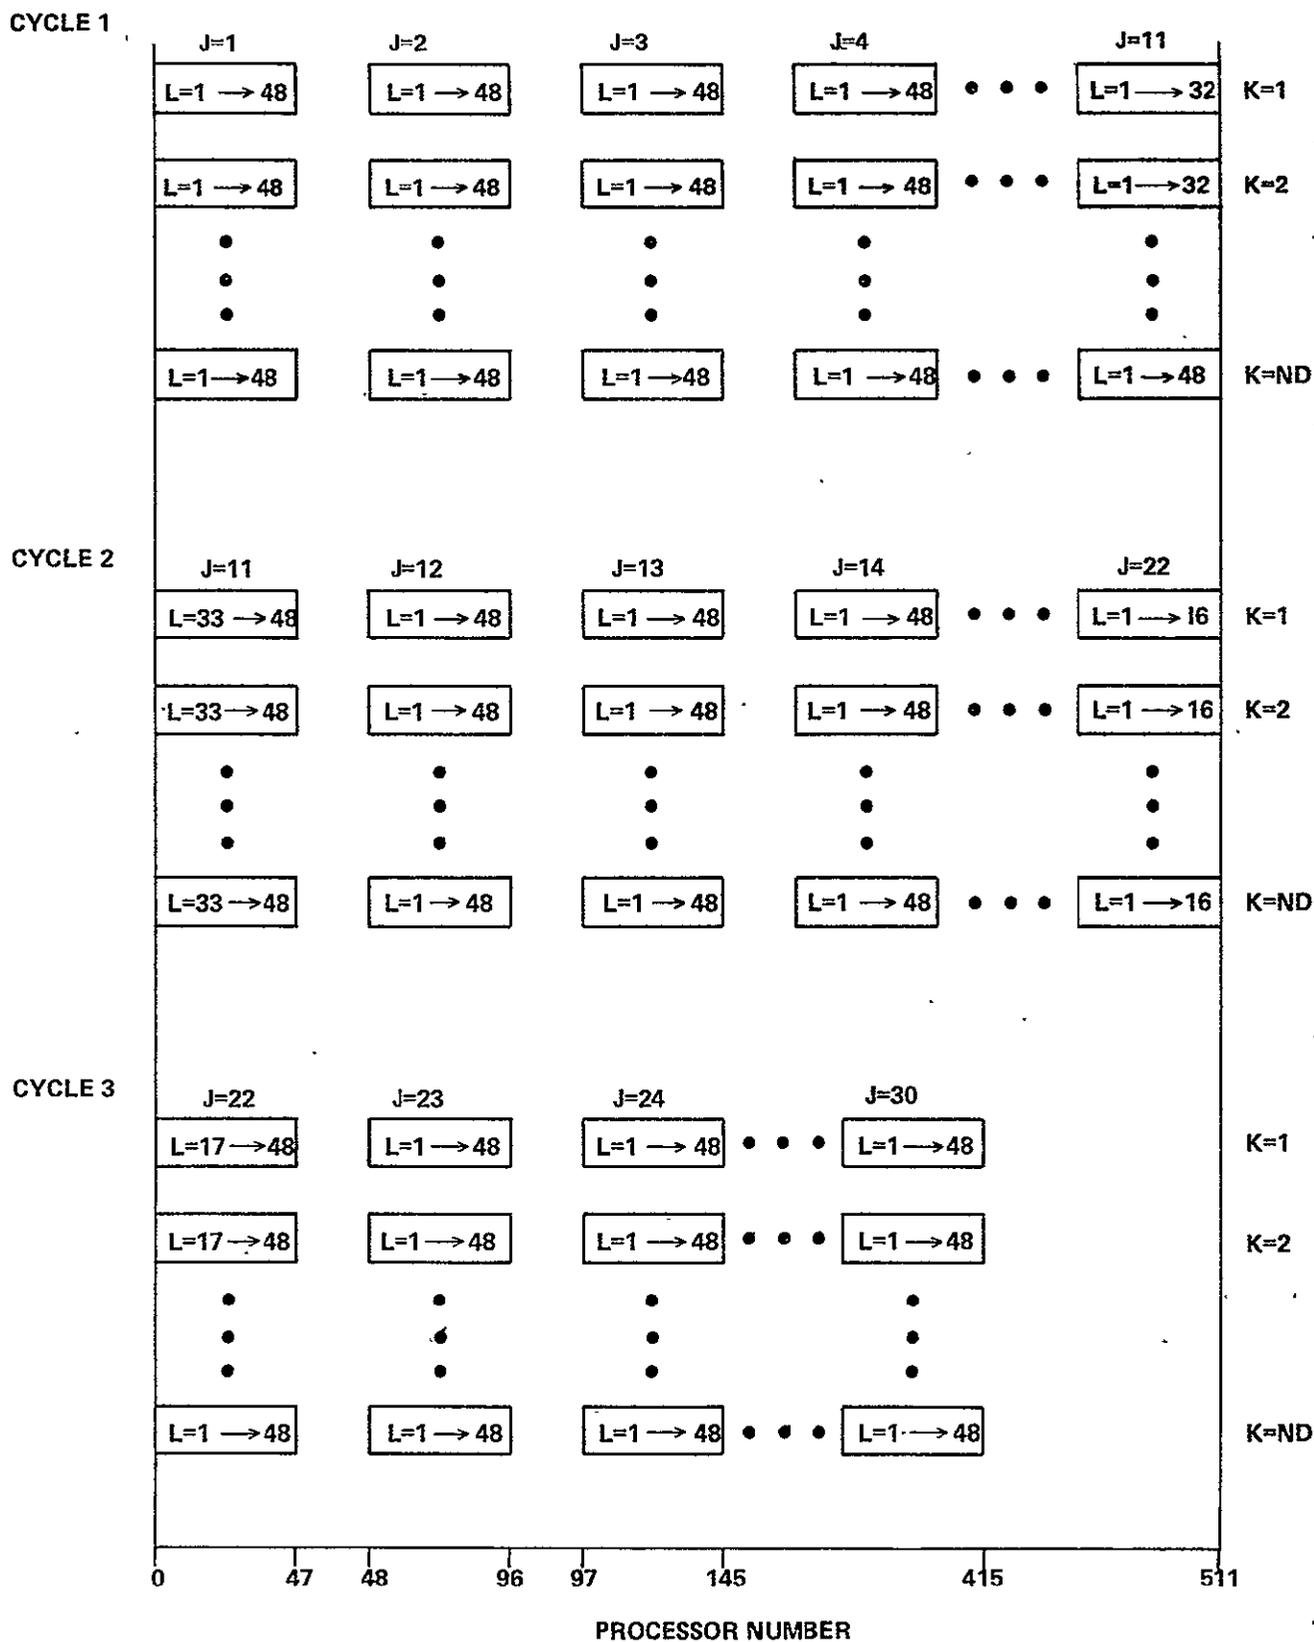 CYCLE 1
J=1 J=2 J=3 J=4 J=11
L=1 → 48 L=1 → 48 L=1 → 48 L=1 → 48 L=1 → 32 K=1
L=1 → 48 L=1 → 48 L=1 → 48 L=1 → 48 L=1 → 32 K=2
L=1 → 48 L=1 → 48 L=1 → 48 L=1 → 48 L=1 → 48 K=ND
CYCLE 2
J=11 J=12 J=13 J=14 J=22
L=33 → 48 L=1 → 48 L=1 → 48 L=1 → 48 L=1 → 16 K=1
L=33 → 48 L=1 → 48 L=1 → 48 L=1 → 48 L=1 → 16 K=2
L=33 → 48 L=1 → 48 L=1 → 48 L=1 → 48 L=1 → 16 K=ND
CYCLE 3
J=22 J=23 J=24 J=30
L=17 → 48 L=1 → 48 L=1 → 48 L=1 → 48 K=1
L=17 → 48 L=1 → 48 L=1 → 48 L=1 → 48 K=2
L=1 → 48 L=1 → 48 L=1 → 48 L=1 → 48 K=ND
0 47 48 96 97 145 415 511
PROCESSOR NUMBER